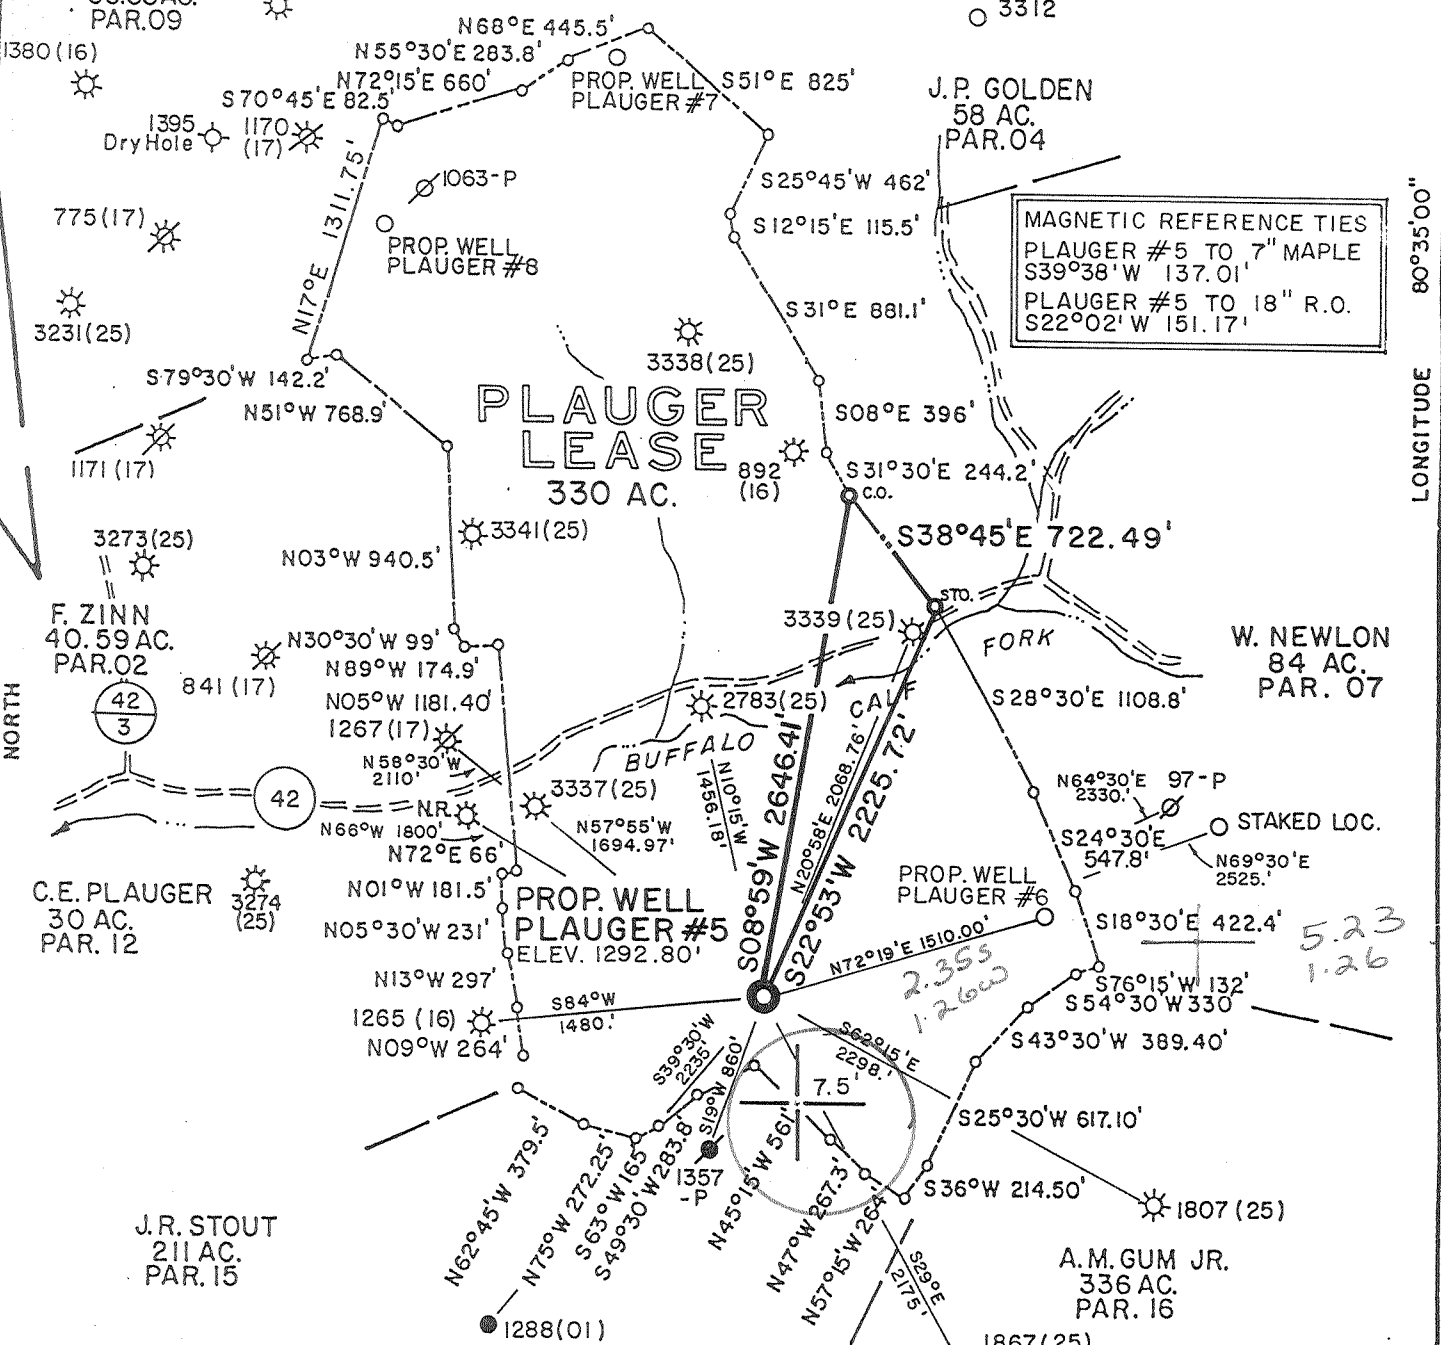 PAR.09
3312
1380(16)
N68°E 445.5'
N55°30'E 283.8'
N72°15'E 660'
S70°45'E 82.5'
PROP. WELL
PLAUGER #7
S51°E 825'
J.P. GOLDEN
58 AC.
PAR.04
1395
Dry Hole
1170
(17)
1063-P
N17°E 1311.75'
775(17)
PROP. WELL
PLAUGER #8
S25°45'W 462'
S12°15'E 115.5'
MAGNETIC REFERENCE TIES
PLAUGER #5 TO 7" MAPLE
S39°38'W 137.01'
PLAUGER #5 TO 18" R.O.
S22°02'W 151.17'
LONGITUDE 80°35'00"
3231(25)
S31°E 881.1'
3338(25)
S79°30'W 142.2'
N51°W 768.9'
PLAUGER
LEASE
330 AC.
S08°E 396'
1171(17)
892
(16)
S31°30'E 244.2'
C.O.
S38°45'E 722.49'
3341(25)
3273(25)
N03°W 940.5'
F. ZINN
40.59 AC.
PAR.02
STO.
3339(25)
FORK
W. NEWLON
84 AC.
PAR. 07
N30°30'W 99'
N89°W 174.9'
841(17)
42
3
NORTH
N05°W 1181.40'
1267(17)
2783(25)
CALF
S28°30'E 1108.8'
BUFFALO
N58°30'W
2110'
N10°15'W
1456.18'
S08°59'W 2646.41'
N20°58'E 2068.76'
S22°53'W 2225.72'
42
3337(25)
N.R.
N66°W 1800'
N57°55'W
1694.97'
N64°30'E
2330.'
97-P
STAKED LOC.
S24°30'E
547.8'
N69°30'E
2525.'
N72°E 66'
C.E. PLAUGER
30 AC.
PAR. 12
3274
(25)
N01°W 181.5'
PROP. WELL
PLAUGER #5
ELEV. 1292.80'
PROP. WELL
PLAUGER #6
N05°30'W 231'
S18°30'E 422.4'
5.23
1.26
N72°19'E 1510.00'
2.35s
1.26w
N13°W 297'
S76°15'W 132'
S54°30'W 330'
S84°W
1480.'
1265 (16)
N09°W 264'
S43°30'W 389.40'
S39°30'W
2235'
S19°W 860'
S62°15'E
2298.'
7.5'
S25°30'W 617.10'
1357
-P
S36°W 214.50'
1807(25)
N62°45'W 379.5'
N75°W 272.25'
S63°W 165'
S49°30'W 283.8'
N45°15'W 561'
N47°W 267.3'
N57°15'W 264'
S29°E
2175'
J.R. STOUT
211 AC.
PAR. 15
A.M. GUM JR.
336 AC.
PAR. 16
1288(01)
1867(25)